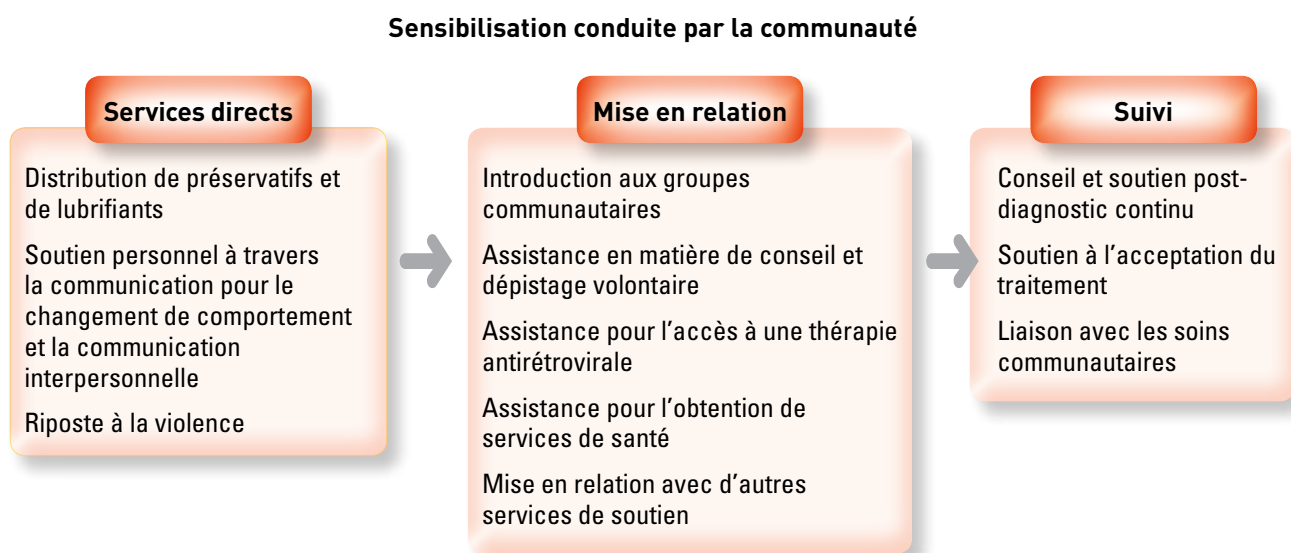 Sensibilisation conduite par la communauté
Services directs
Distribution de préservatifs et
de lubrifiants
Soutien personnel à travers
la communication pour le
changement de comportement
et la communication
interpersonnelle
Riposte à la violence
Mise en relation
Introduction aux groupes
communautaires
Assistance en matière de conseil et
dépistage volontaire
Assistance pour l'accès à une thérapie
antirétrovirale
Assistance pour l'obtention de
services de santé
Mise en relation avec d'autres
services de soutien
Suivi
Conseil et soutien post-
diagnostic continu
Soutien à l'acceptation du
traitement
Liaison avec les soins
communautaires